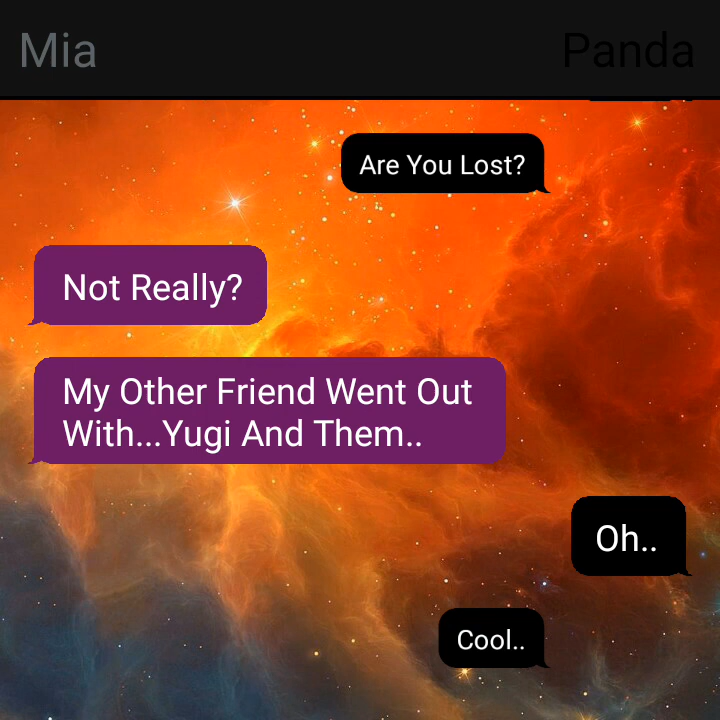 Mia
Panda
Are You Lost?
Not Really?
My Other Friend Went Out
With...Yugi And Them..
Oh..
Cool..